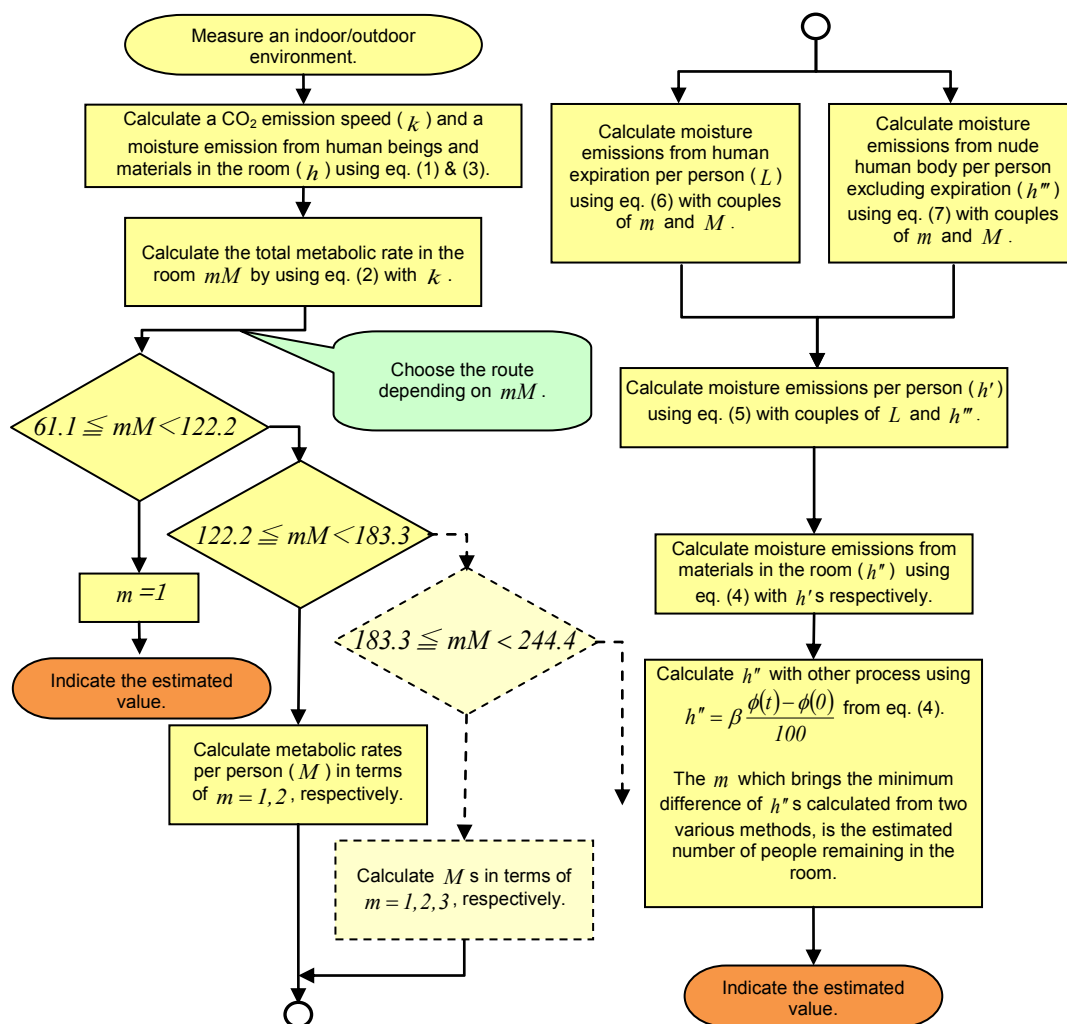 Measure an indoor/outdoor
environment.
Calculate a CO₂ emission speed ( k ) and a
moisture emission from human beings and
materials in the room ( h ) using eq. (1) & (3).
Calculate the total metabolic rate in the
room mM by using eq. (2) with k .
Choose the route
depending on mM .
61.1 ≦ mM < 122.2
122.2 ≦ mM < 183.3
183.3 ≦ mM < 244.4
m = 1
Indicate the estimated
value.
Calculate metabolic rates
per person ( M ) in terms
of m = 1, 2 , respectively.
Calculate M s in terms of
m = 1, 2, 3 , respectively.
Calculate moisture
emissions from human
expiration per person ( L )
using eq. (6) with couples
of m and M .
Calculate moisture
emissions from nude
human body per person
excluding expiration ( h‴ )
using eq. (7) with couples
of m and M .
Calculate moisture emissions per person ( h′ )
using eq. (5) with couples of L and h‴ .
Calculate moisture emissions from
materials in the room ( h″ ) using
eq. (4) with h′ s respectively.
Calculate h″ with other process using
h″ = β (ϕ(t) − ϕ(0))/100 from eq. (4).
The m which brings the minimum
difference of h″ s calculated from two
various methods, is the estimated
number of people remaining in the
room.
Indicate the estimated
value.